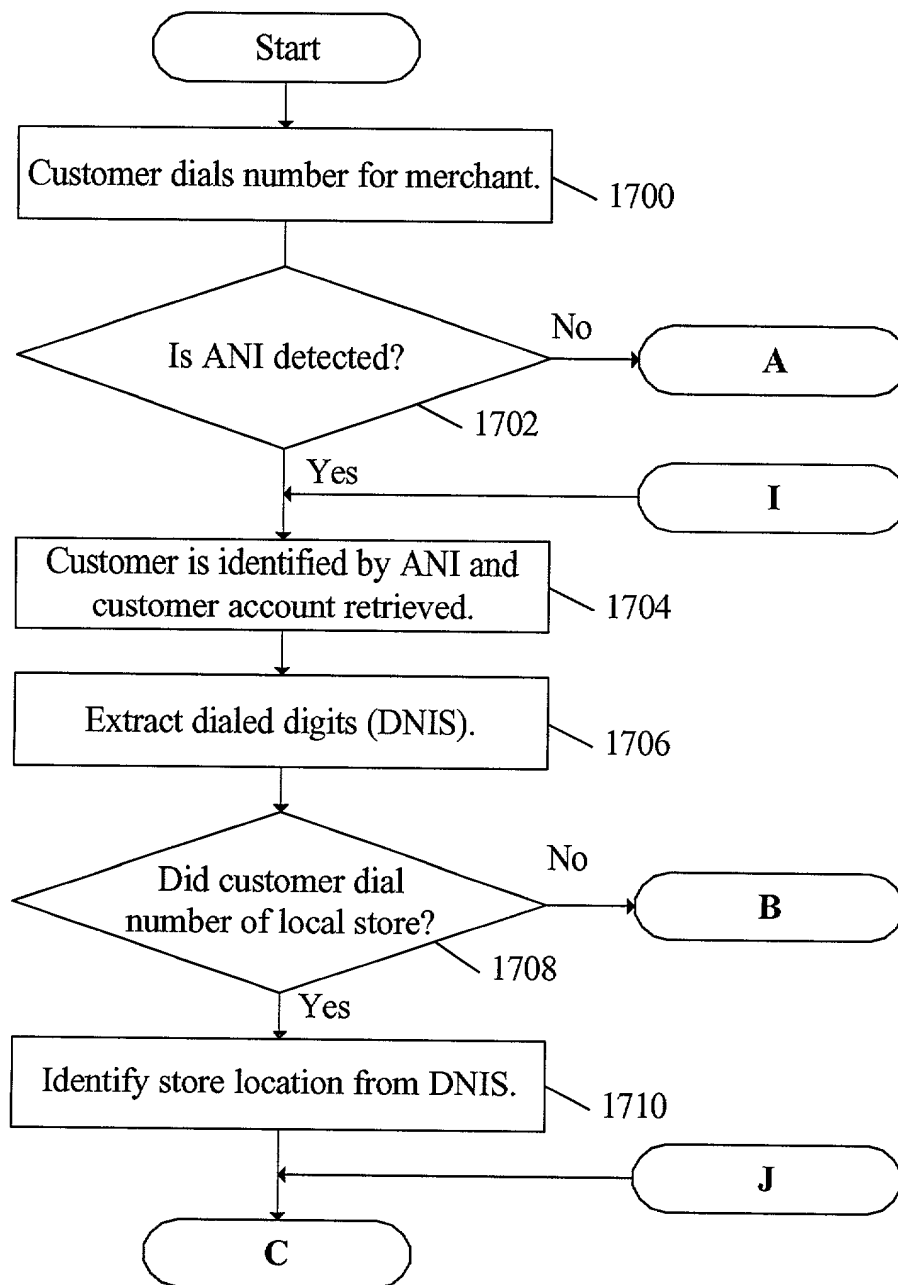 Start
Customer dials number for merchant.
1700
Is ANI detected?
No
A
1702
Yes
I
Customer is identified by ANI and
customer account retrieved.
1704
Extract dialed digits (DNIS).
1706
Did customer dial
number of local store?
No
B
1708
Yes
Identify store location from DNIS.
1710
J
C